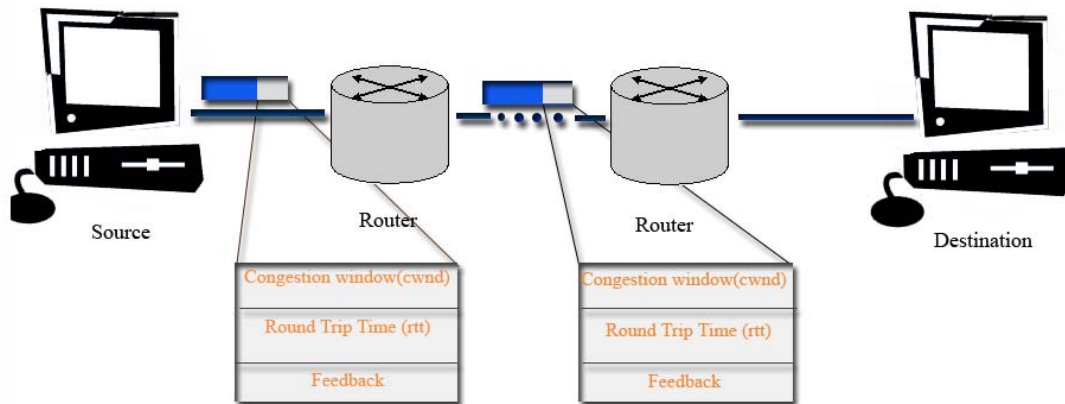 Source
Router
Router
Destination
Congestion window(cwnd)
Round Trip Time (rtt)
Feedback
Congestion window(cwnd)
Round Trip Time (rtt)
Feedback